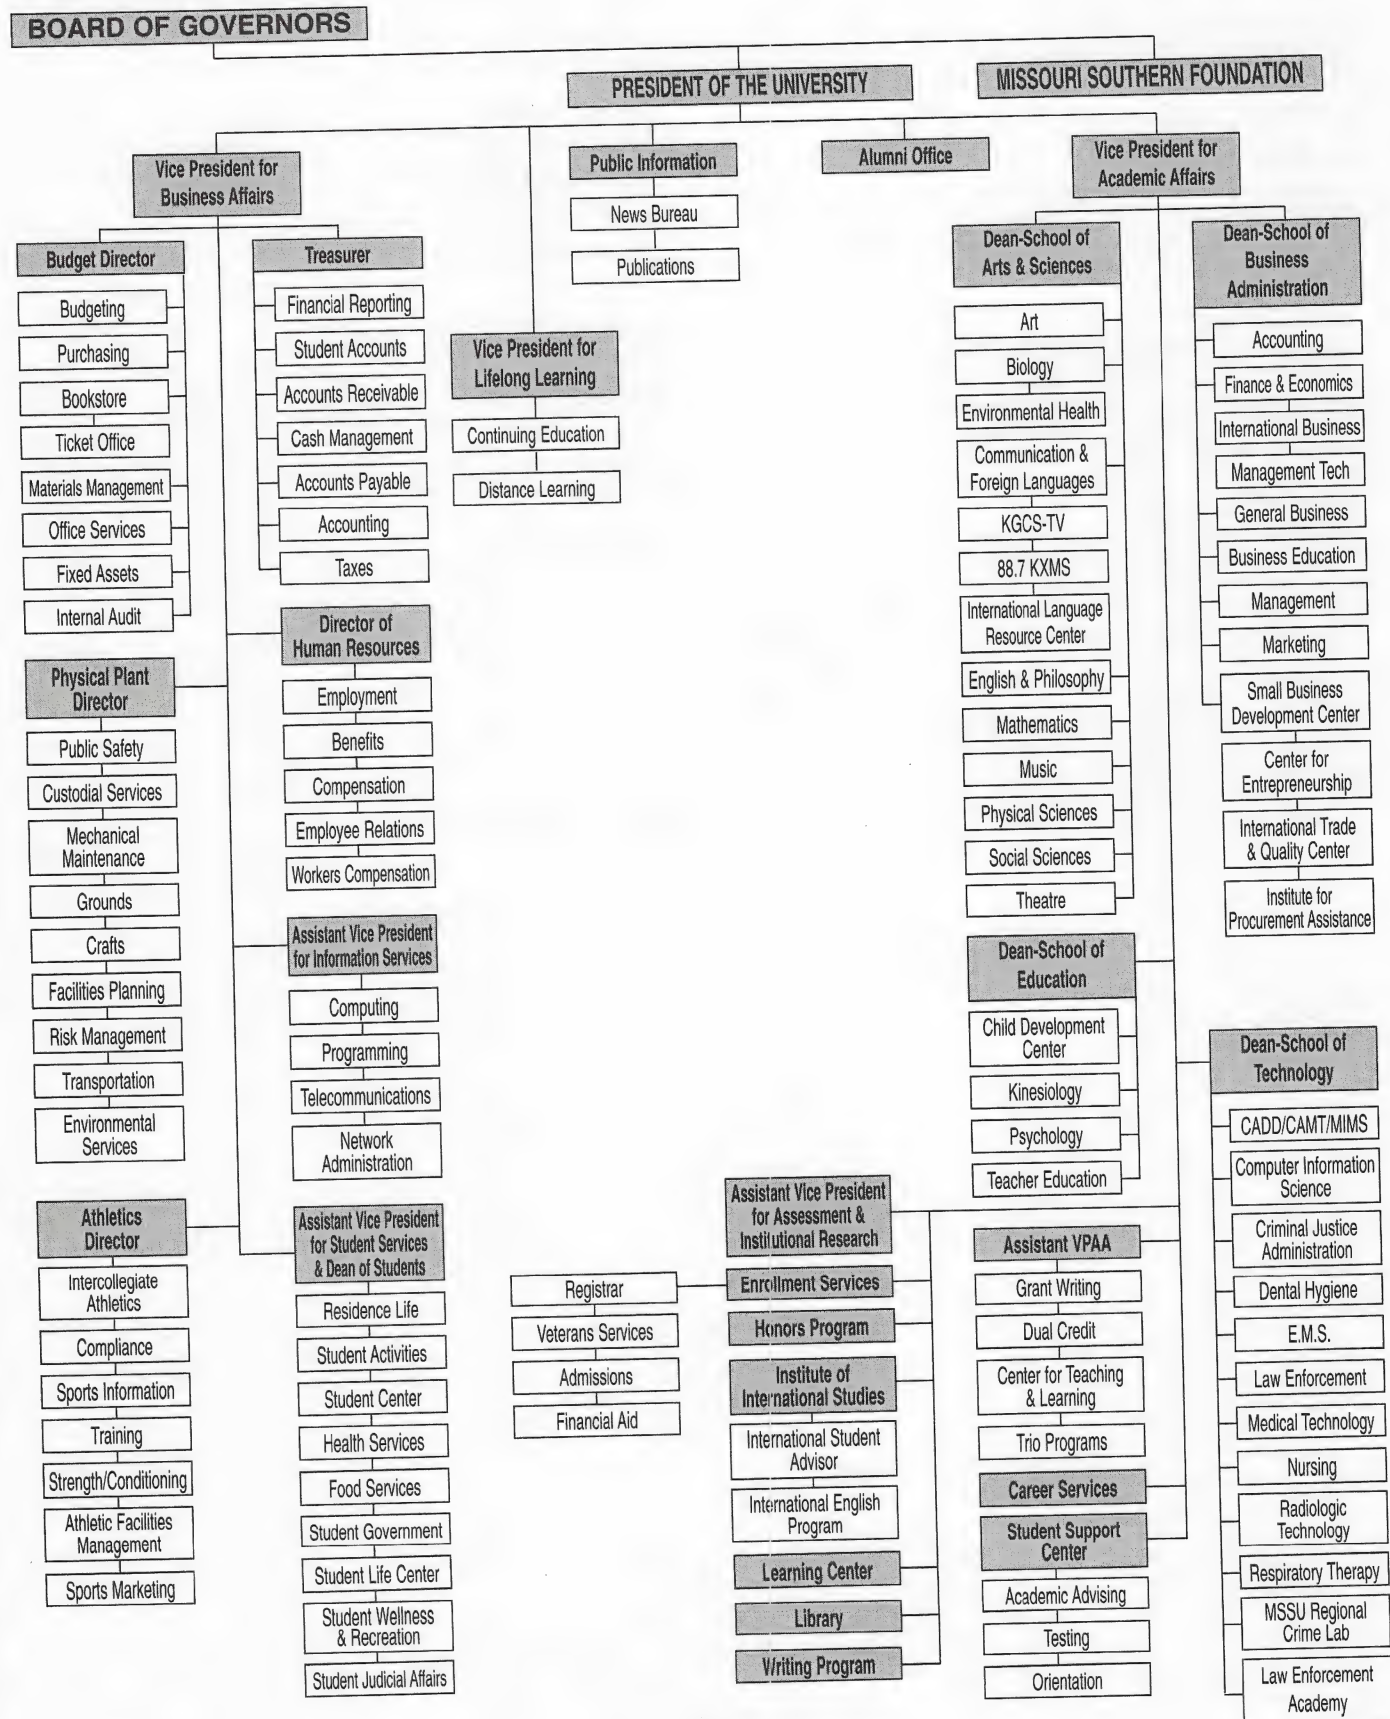 BOARD OF GOVERNORS
PRESIDENT OF THE UNIVERSITY
MISSOURI SOUTHERN FOUNDATION
Vice President for
Business Affairs
Public Information
News Bureau
Publications
Alumni Office
Vice President for
Academic Affairs
Budget Director
Budgeting
Purchasing
Bookstore
Ticket Office
Materials Management
Office Services
Fixed Assets
Internal Audit
Treasurer
Financial Reporting
Student Accounts
Accounts Receivable
Cash Management
Accounts Payable
Accounting
Taxes
Vice President for
Lifelong Learning
Continuing Education
Distance Learning
Physical Plant
Director
Public Safety
Custodial Services
Mechanical
Maintenance
Grounds
Crafts
Facilities Planning
Risk Management
Transportation
Environmental
Services
Director of
Human Resources
Employment
Benefits
Compensation
Employee Relations
Workers Compensation
Assistant Vice President
for Information Services
Computing
Programming
Telecommunications
Network
Administration
Athletics
Director
Intercollegiate
Athletics
Compliance
Sports Information
Training
Strength/Conditioning
Athletic Facilities
Management
Sports Marketing
Assistant Vice President
for Student Services
& Dean of Students
Residence Life
Student Activities
Student Center
Health Services
Food Services
Student Government
Student Life Center
Student Wellness
& Recreation
Student Judicial Affairs
Dean-School of
Arts & Sciences
Art
Biology
Environmental Health
Communication &
Foreign Languages
KGCS-TV
88.7 KXMS
International Language
Resource Center
English & Philosophy
Mathematics
Music
Physical Sciences
Social Sciences
Theatre
Dean-School of
Business
Administration
Accounting
Finance & Economics
International Business
Management Tech
General Business
Business Education
Management
Marketing
Small Business
Development Center
Center for
Entrepreneurship
International Trade
& Quality Center
Institute for
Procurement Assistance
Dean-School of
Education
Child Development
Center
Kinesiology
Psychology
Teacher Education
Dean-School of
Technology
CADD/CAMT/MIMS
Computer Information
Science
Criminal Justice
Administration
Dental Hygiene
E.M.S.
Law Enforcement
Medical Technology
Nursing
Radiologic
Technology
Respiratory Therapy
MSSU Regional
Crime Lab
Law Enforcement
Academy
Assistant Vice President
for Assessment &
Institutional Research
Enrollment Services
Registrar
Veterans Services
Admissions
Financial Aid
Honors Program
Institute of
International Studies
International Student
Advisor
International English
Program
Learning Center
Library
Writing Program
Assistant VPAA
Grant Writing
Dual Credit
Center for Teaching
& Learning
Trio Programs
Career Services
Student Support
Center
Academic Advising
Testing
Orientation